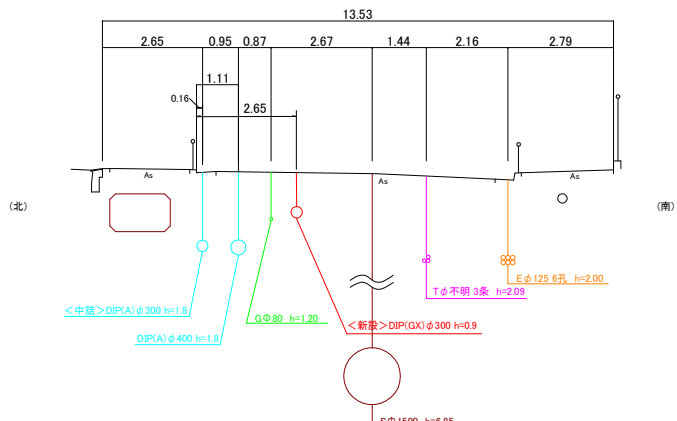 13.53
2.65 0.95 0.87 2.67 1.44 2.16 2.79
1.11
0.16
2.65
As
As
As
(北)
(南)
<中詰>DIP(A)φ300 h=1.8
DIP(A)φ400 h=1.8
GΦ80 h=1.20
<新設>DIP(GX)φ300 h=0.9
Tφ不明 3条 h=2.09
Eφ125 6孔 h=2.00
SΦ1500 h=6.85